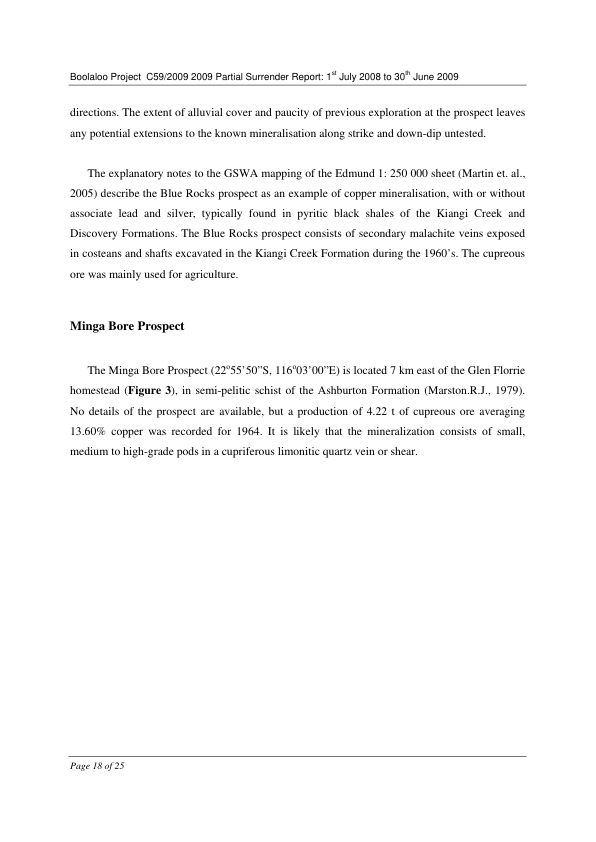 Boolaloo Project  C59/2009 2009 Partial Surrender Report: 1st July 2008 to 30th June 2009
directions. The extent of alluvial cover and paucity of previous exploration at the prospect leaves
any potential extensions to the known mineralisation along strike and down-dip untested.
The explanatory notes to the GSWA mapping of the Edmund 1: 250 000 sheet (Martin et. al.,
2005) describe the Blue Rocks prospect as an example of copper mineralisation, with or without
associate lead and silver, typically found in pyritic black shales of the Kiangi Creek and
Discovery Formations. The Blue Rocks prospect consists of secondary malachite veins exposed
in costeans and shafts excavated in the Kiangi Creek Formation during the 1960’s. The cupreous
ore was mainly used for agriculture.
Minga Bore Prospect
The Minga Bore Prospect (22o55’50”S, 116o03’00”E) is located 7 km east of the Glen Florrie
homestead (Figure 3), in semi-pelitic schist of the Ashburton Formation (Marston.R.J., 1979).
No details of the prospect are available, but a production of 4.22 t of cupreous ore averaging
13.60% copper was recorded for 1964. It is likely that the mineralization consists of small,
medium to high-grade pods in a cupriferous limonitic quartz vein or shear.
Page 18 of 25